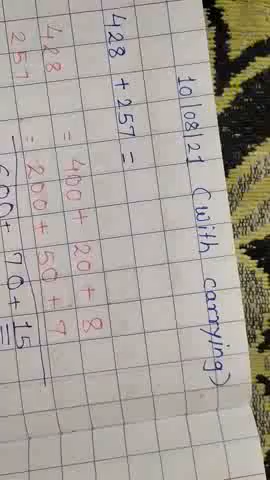 10/08/21 (with carrying)
428 + 257 =
428 = 400 + 20 + 8
257 = 200 + 50 + 7
600 + 70 + 15